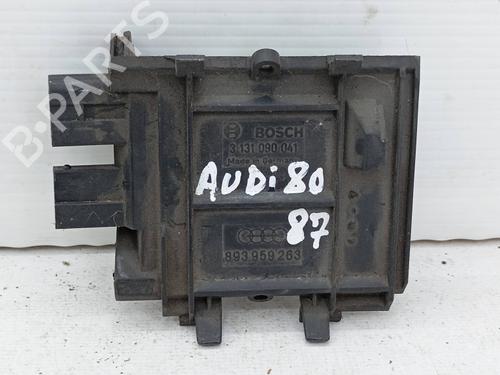 B-PARTS
BOSCH
3 131 090 041
Made in Germany
AUDi 80
87
893 959 263